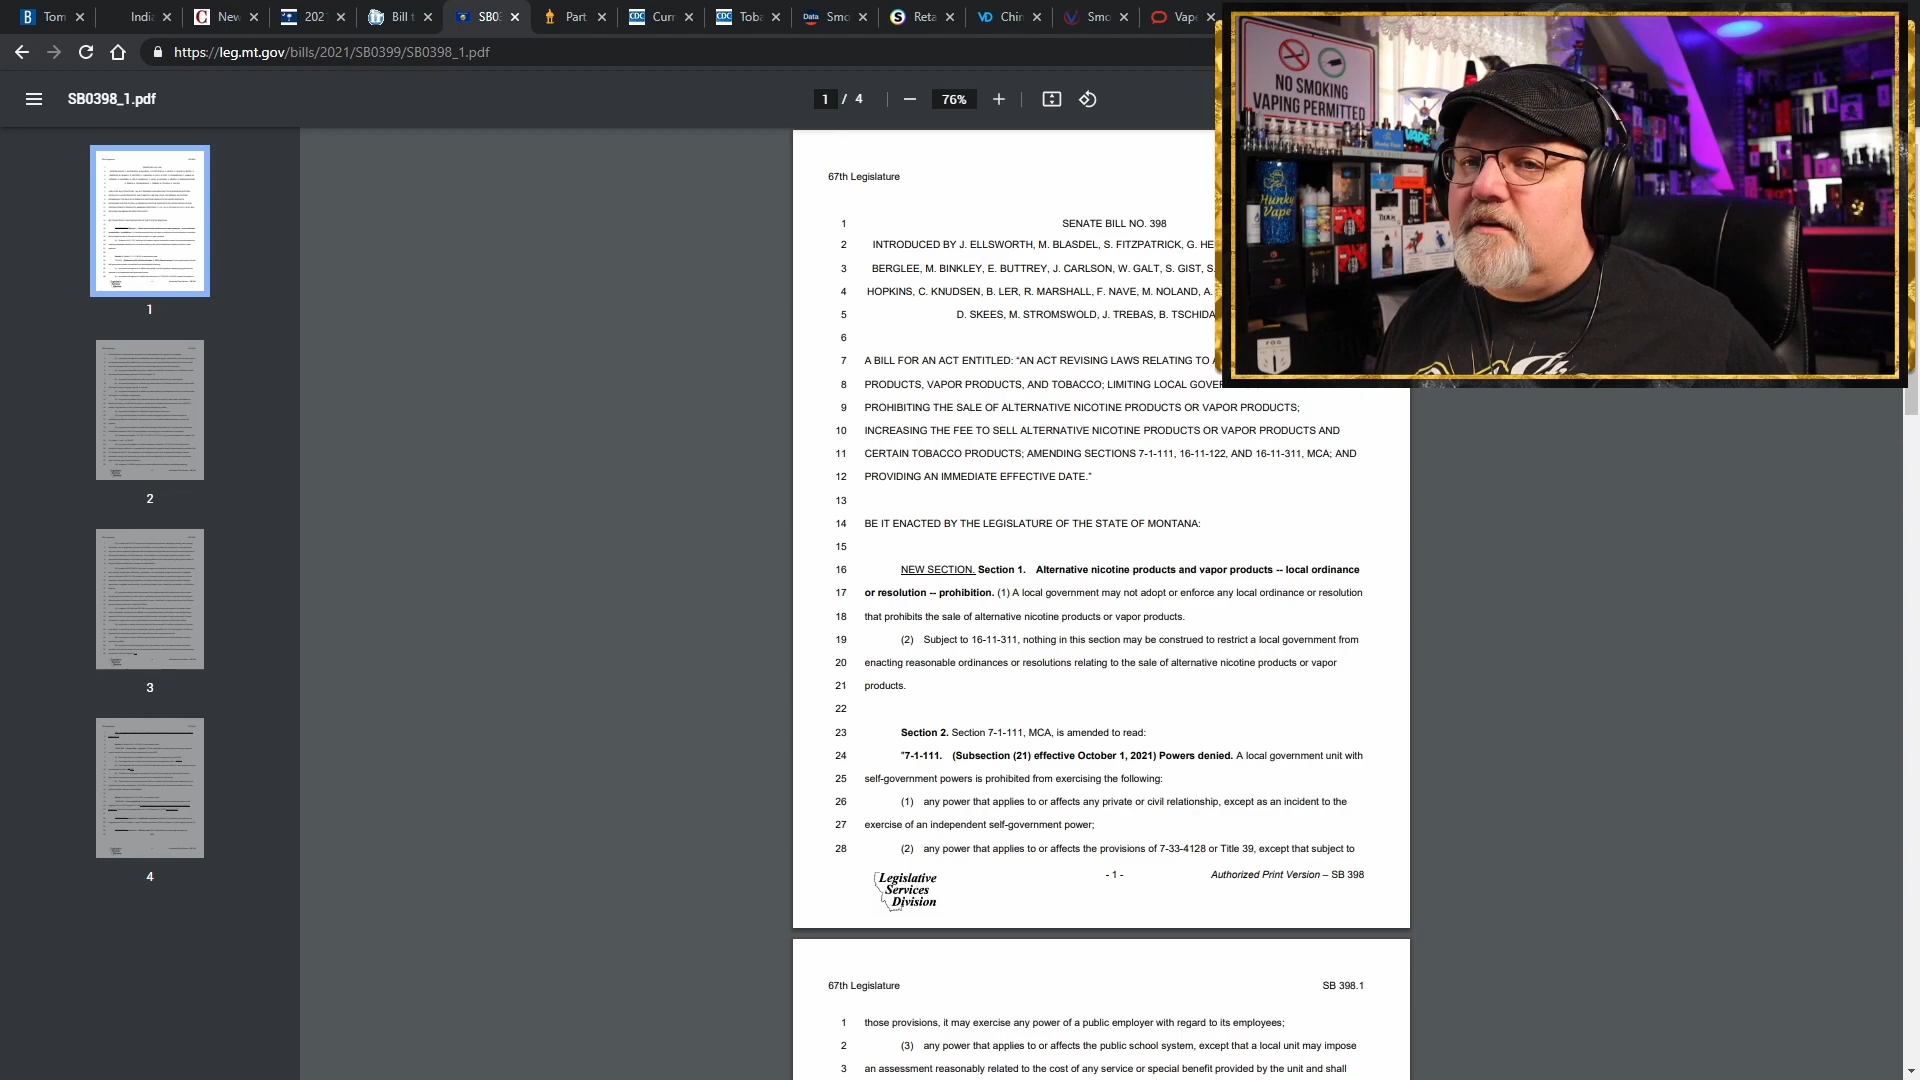 Tom
India
New
202
Bill t
SB03
Part
Curr
Toba
Smo
Reta
Chin
Smo
Vape
https://leg.mt.gov/bills/2021/SB0399/SB0398_1.pdf
SB0398_1.pdf
1 / 4
76%
1
2
3
4
67th Legislature
1 SENATE BILL NO. 398
2 INTRODUCED BY J. ELLSWORTH, M. BLASDEL, S. FITZPATRICK, G. HE
3 BERGLEE, M. BINKLEY, E. BUTTREY, J. CARLSON, W. GALT, S. GIST, S.
4 HOPKINS, C. KNUDSEN, B. LER, R. MARSHALL, F. NAVE, M. NOLAND, A.
5 D. SKEES, M. STROMSWOLD, J. TREBAS, B. TSCHIDA
6
7 A BILL FOR AN ACT ENTITLED: “AN ACT REVISING LAWS RELATING TO A
8 PRODUCTS, VAPOR PRODUCTS, AND TOBACCO; LIMITING LOCAL GOVER
9 PROHIBITING THE SALE OF ALTERNATIVE NICOTINE PRODUCTS OR VAPOR PRODUCTS;
10 INCREASING THE FEE TO SELL ALTERNATIVE NICOTINE PRODUCTS OR VAPOR PRODUCTS AND
11 CERTAIN TOBACCO PRODUCTS; AMENDING SECTIONS 7-1-111, 16-11-122, AND 16-11-311, MCA; AND
12 PROVIDING AN IMMEDIATE EFFECTIVE DATE.”
13
14 BE IT ENACTED BY THE LEGISLATURE OF THE STATE OF MONTANA:
15
16 NEW SECTION. Section 1. Alternative nicotine products and vapor products -- local ordinance
17 or resolution -- prohibition. (1) A local government may not adopt or enforce any local ordinance or resolution
18 that prohibits the sale of alternative nicotine products or vapor products.
19 (2) Subject to 16-11-311, nothing in this section may be construed to restrict a local government from
20 enacting reasonable ordinances or resolutions relating to the sale of alternative nicotine products or vapor
21 products.
22
23 Section 2. Section 7-1-111, MCA, is amended to read:
24 "7-1-111. (Subsection (21) effective October 1, 2021) Powers denied. A local government unit with
25 self-government powers is prohibited from exercising the following:
26 (1) any power that applies to or affects any private or civil relationship, except as an incident to the
27 exercise of an independent self-government power;
28 (2) any power that applies to or affects the provisions of 7-33-4128 or Title 39, except that subject to
Legislative
Services
Division
- 1 -
Authorized Print Version – SB 398
67th Legislature
SB 398.1
1 those provisions, it may exercise any power of a public employer with regard to its employees;
2 (3) any power that applies to or affects the public school system, except that a local unit may impose
3 an assessment reasonably related to the cost of any service or special benefit provided by the unit and shall
NO SMOKING
VAPING PERMITTED
VAPE
Hunky
Vape